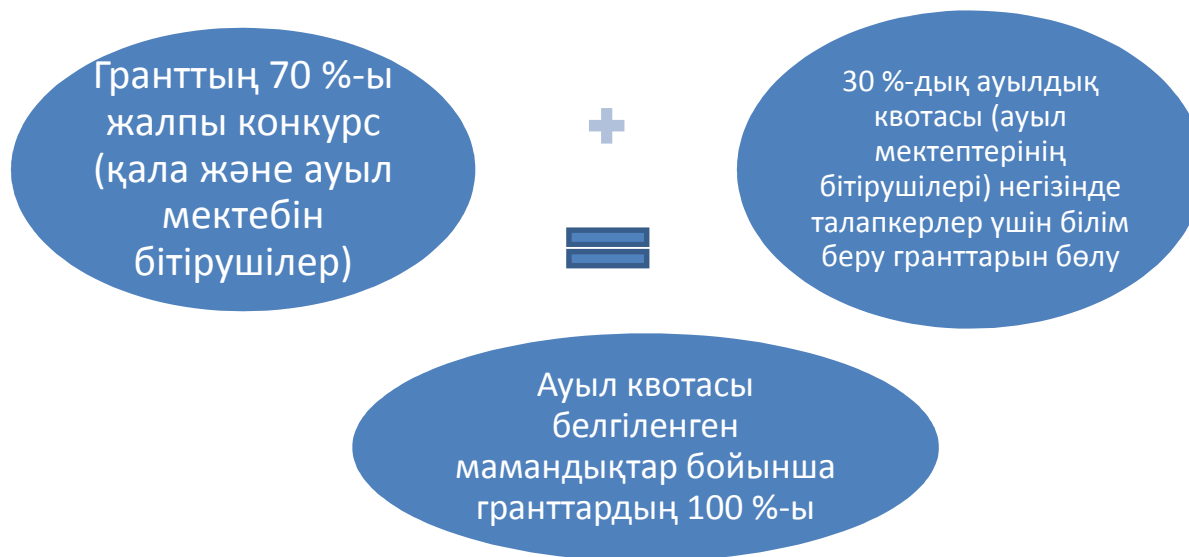 Гранттың 70 %-ы
жалпы конкурс
(қала және ауыл
мектебін
бітірушілер)
30 %-дық ауылдық
квотасы (ауыл
мектептерінің
бітірушілері) негізінде
талапкерлер үшін білім
беру гранттарын бөлу
Ауыл квотасы
белгіленген
мамандықтар бойынша
гранттардың 100 %-ы